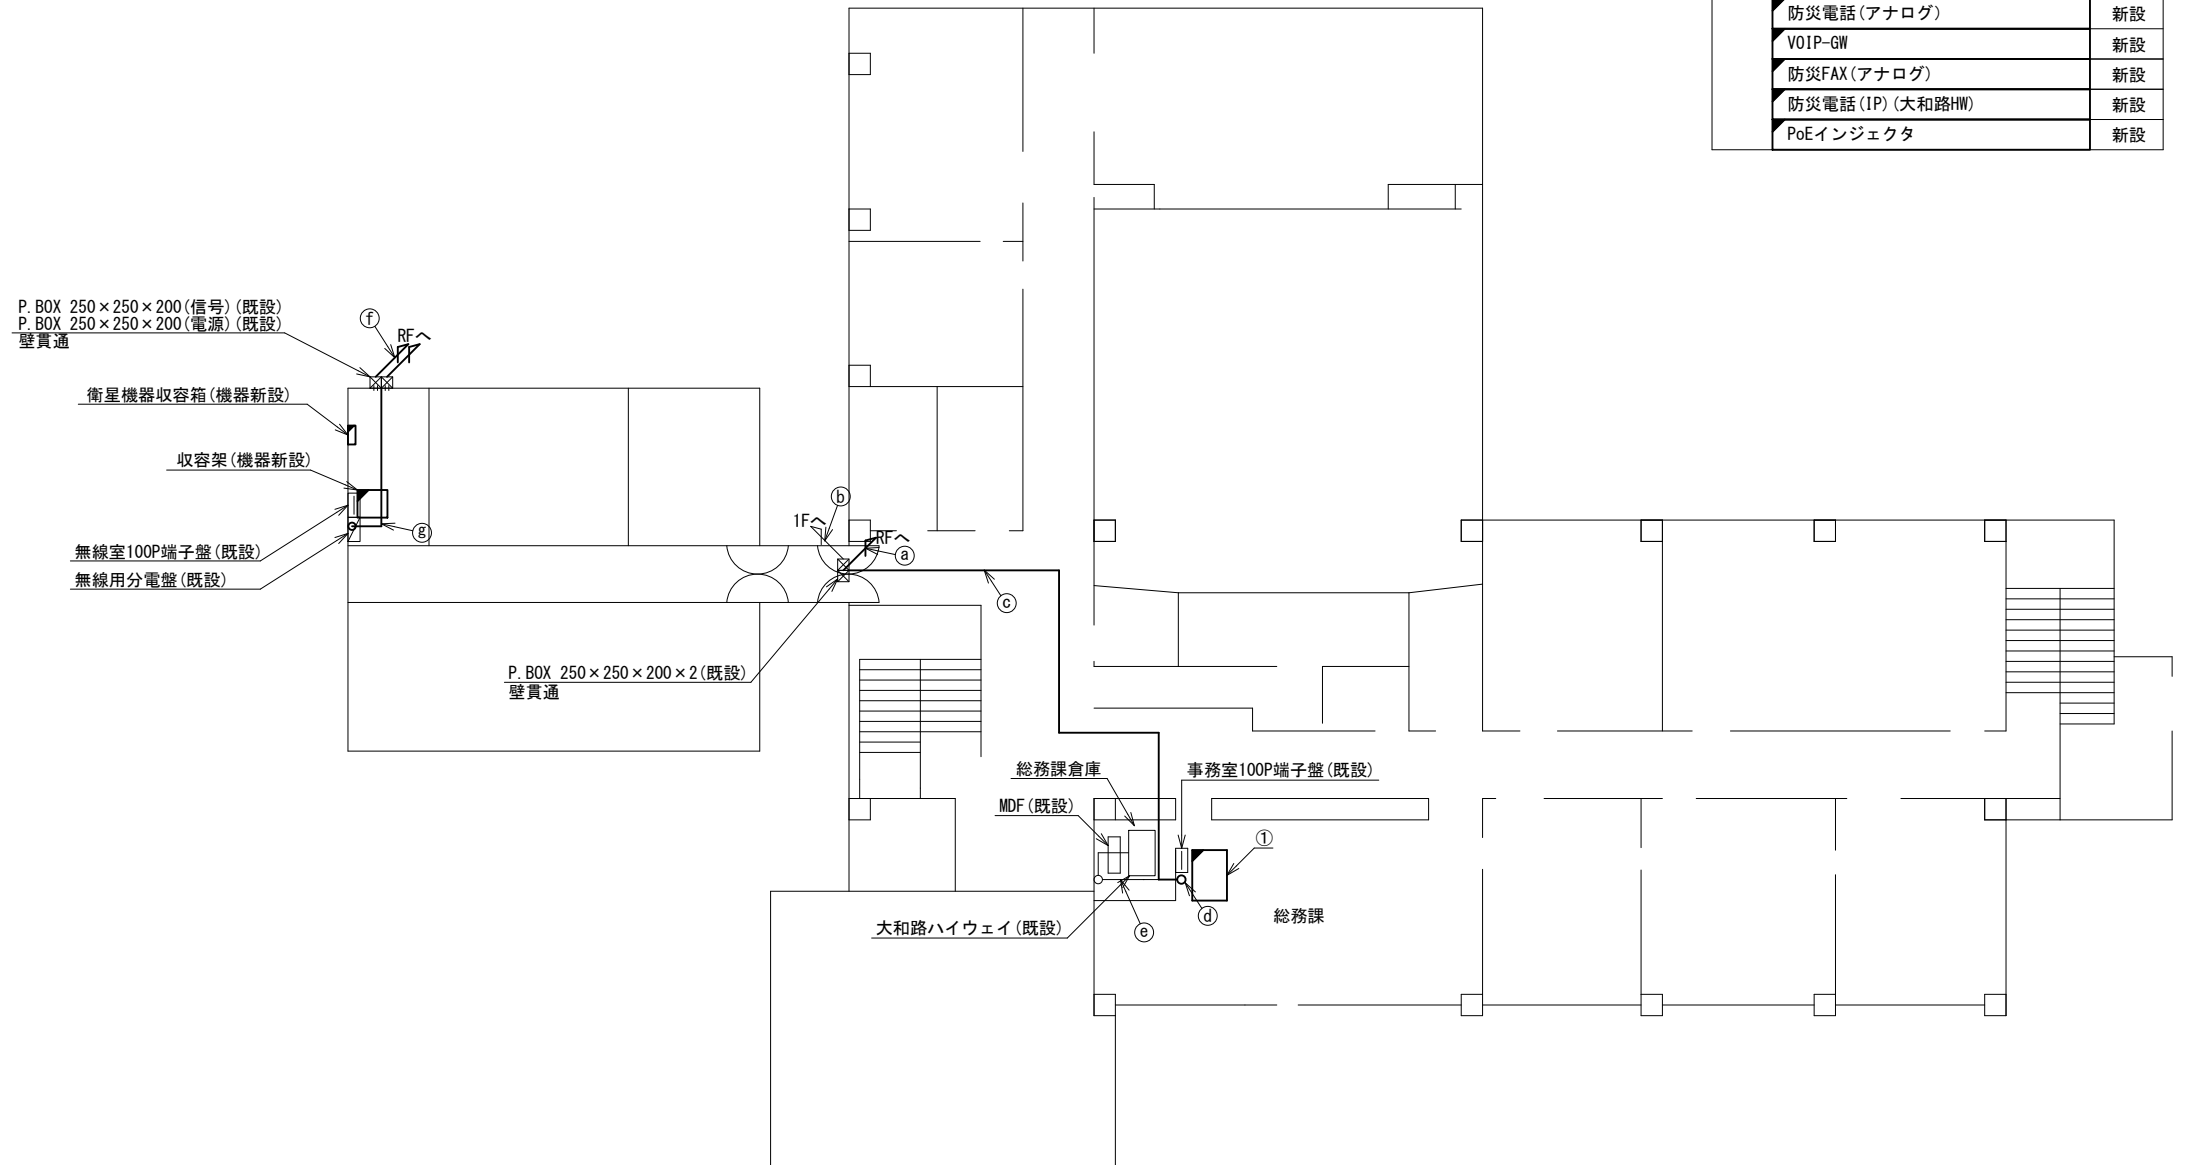 防災電話(アナログ) 新設
VOIP-GW 新設
防災FAX(アナログ) 新設
防災電話(IP)(大和路HW) 新設
PoEインジェクタ 新設
P.BOX 250×250×200(信号)(既設)
P.BOX 250×250×200(電源)(既設)
壁貫通
ⓕ
RFへ
衛星機器収容箱(機器新設)
収容架(機器新設)
ⓖ
無線室100P端子盤(既設)
無線用分電盤(既設)
ⓑ
1Fへ
RFへ
ⓐ
ⓒ
P.BOX 250×250×200×2(既設)
壁貫通
総務課倉庫
事務室100P端子盤(既設)
MDF(既設)
①
大和路ハイウェイ(既設)
ⓔ
ⓓ
総務課